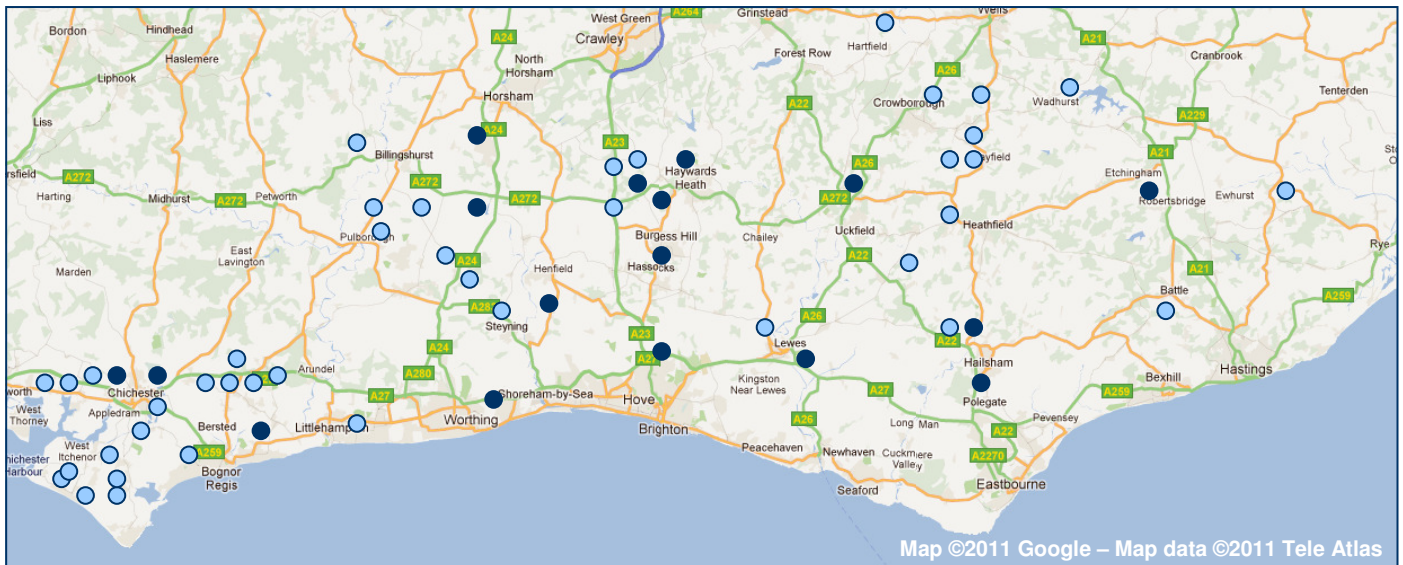 Bordon
Hindhead
West Green
A264
Grinstead
Wells
Crawley
A24
Hartfield
A21
Haslemere
North
Horsham
Forest Row
Cranbrook
Liphook
A26
Horsham
Crowborough
Wadhurst
Tenterden
A22
A229
Liss
A24
A23
Billingshurst
A26
A21
Haywards
Heath
Etchingham
A272
A272
Harting
Midhurst
A272
Petworth
A272
A272
Robertsbridge
Ewhurst
Pulborough
Burgess Hill
Chailey
Uckfield
Heathfield
Rye
East
Lavington
A24
Henfield
Hassocks
A22
A21
Marden
Battle
A259
Steyning
A26
A23
Lewes
A22
A24
Hailsham
Arundel
A280
Kingston
Near Lewes
Bexhill
Hastings
Chichester
A27
Shoreham-by-Sea
Hove
A27
Polegate
A259
West
Thorney
Appledram
Bersted
Littlehampton
Worthing
Brighton
A26
Long Man
Pevensey
A22
West
Itchenor
A259
Peacehaven
Newhaven
Cuckmere
Valley
A2270
Harbour
Bognor
Regis
Seaford
Eastbourne
Map ©2011 Google – Map data ©2011 Tele Atlas